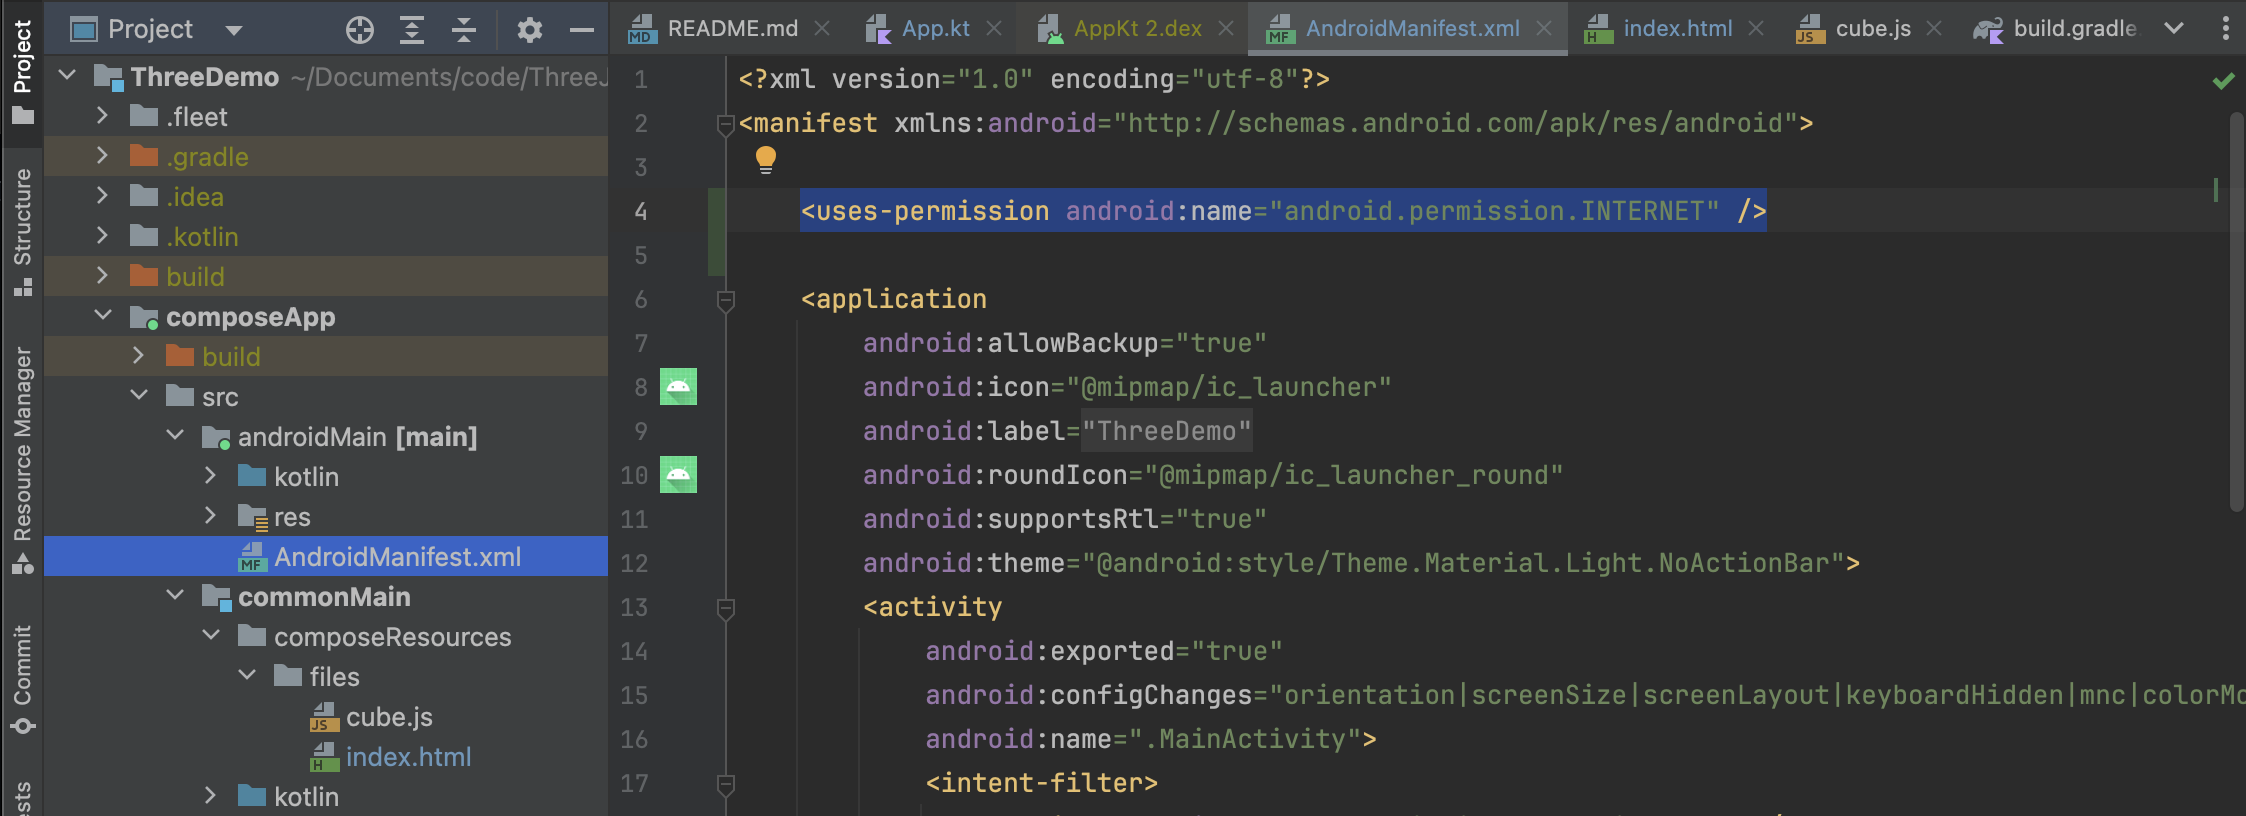 Project
README.md
App.kt
AppKt 2.dex
AndroidManifest.xml
index.html
cube.js
build.gradle
Project
Structure
Resource Manager
Commit
ThreeDemo ~/Documents/code/ThreeJ
.fleet
.gradle
.idea
.kotlin
build
composeApp
build
src
androidMain [main]
kotlin
res
AndroidManifest.xml
commonMain
composeResources
files
cube.js
index.html
kotlin
1 <?xml version="1.0" encoding="utf-8"?>
2 <manifest xmlns:android="http://schemas.android.com/apk/res/android">
3
4 <uses-permission android:name="android.permission.INTERNET" />
5
6 <application
7 android:allowBackup="true"
8 android:icon="@mipmap/ic_launcher"
9 android:label="ThreeDemo"
10 android:roundIcon="@mipmap/ic_launcher_round"
11 android:supportsRtl="true"
12 android:theme="@android:style/Theme.Material.Light.NoActionBar">
13 <activity
14 android:exported="true"
15 android:configChanges="orientation|screenSize|screenLayout|keyboardHidden|mnc|colorMo
16 android:name=".MainActivity">
17 <intent-filter>